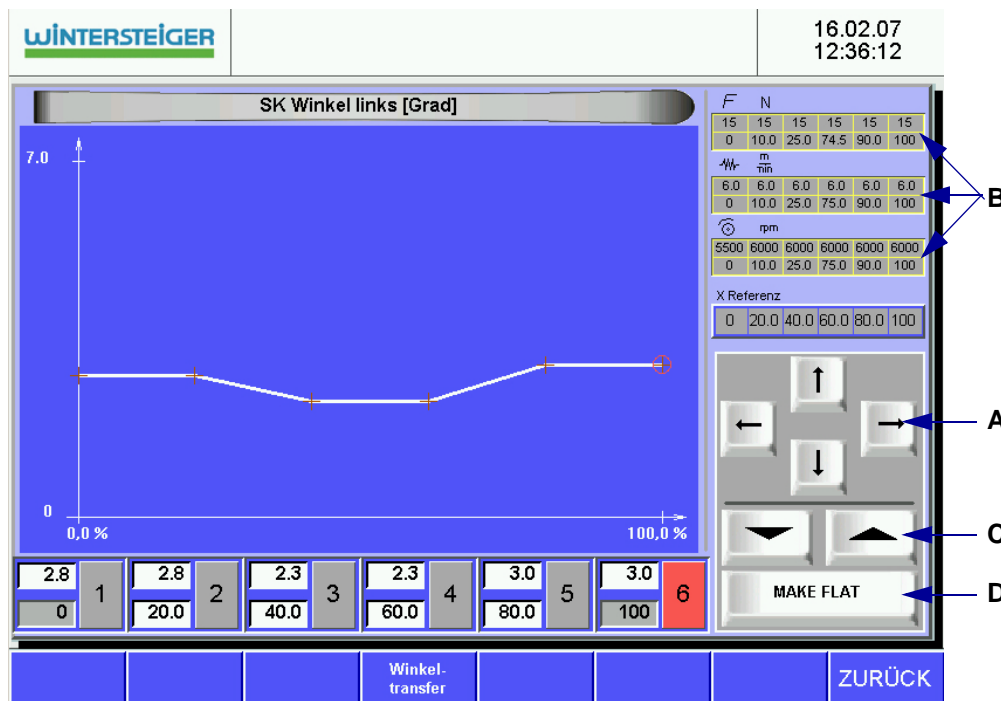 WINTERSTEIGER
16.02.07
12:36:12
SK Winkel links [Grad]
7.0
0
0,0 %
100,0 %
F N
15 15 15 15 15 15
0 10.0 25.0 74.5 90.0 100
m
min
6.0 6.0 6.0 6.0 6.0 6.0
0 10.0 25.0 75.0 90.0 100
rpm
5500 6000 6000 6000 6000 6000
0 10.0 25.0 75.0 90.0 100
X Referenz
0 20.0 40.0 60.0 80.0 100
B
A
C
MAKE FLAT
D
2.8 2.8 2.3 2.3 3.0 3.0
1 2 3 4 5 6
0 20.0 40.0 60.0 80.0 100
Winkel-
transfer
ZURÜCK